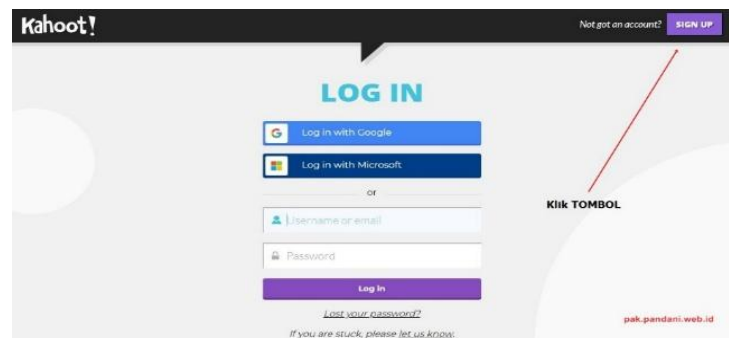 Kahoot!
Not got an account? SIGN UP
LOG IN
Log in with Google
Log in with Microsoft
or
Klik TOMBOL
Username or email
Password
Log in
Lost your password?
pak.pandani.web.id
If you are stuck, please let us know.